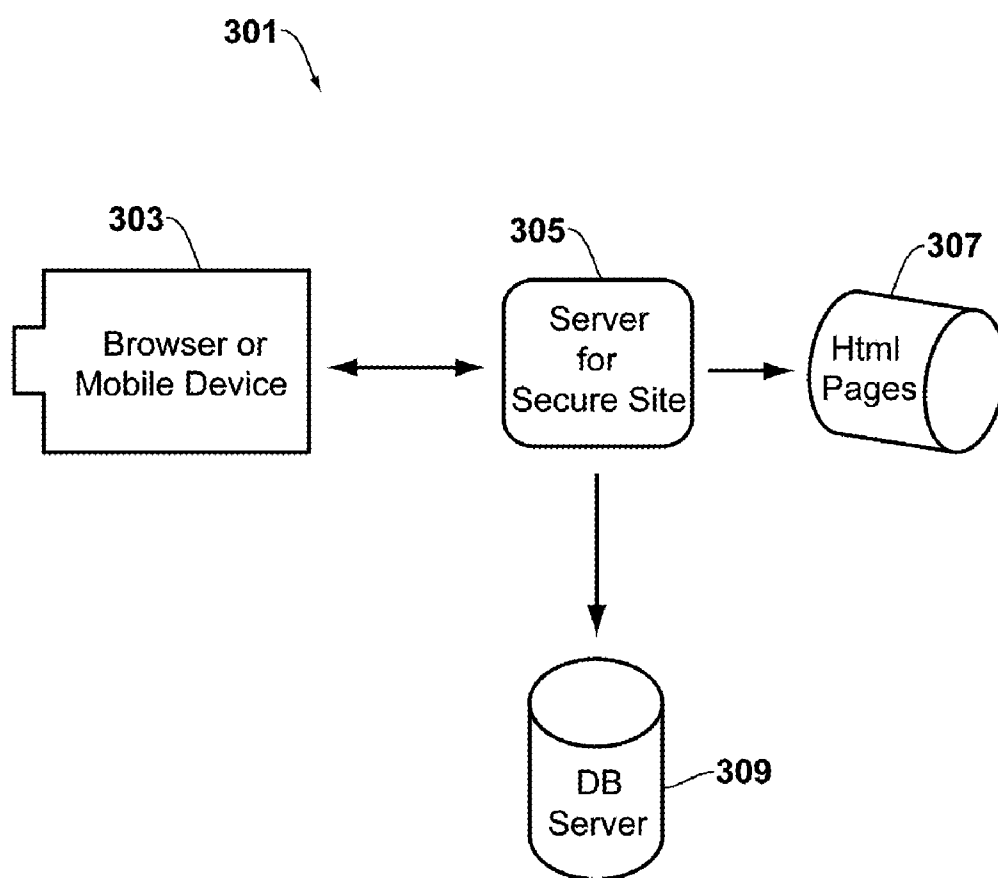 301
303
305
307
Browser or
Mobile Device
Server
for
Secure Site
Html
Pages
309
DB
Server